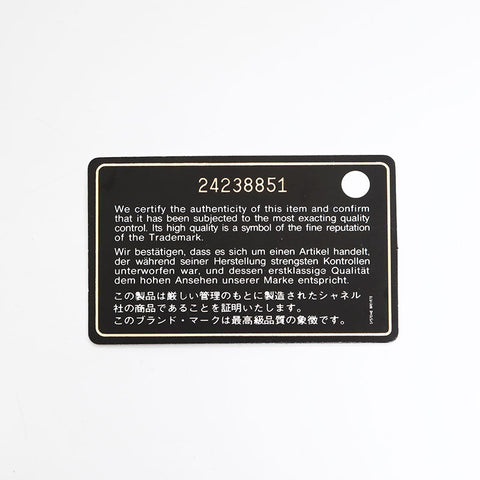 24238851
We certify the authenticity of this item and confirm
that it has been subjected to the most exacting quality
control. Its high quality is a symbol of the fine reputation
of the Trademark.
Wir bestätigen, dass es sich um einen Artikel handelt,
der während seiner Herstellung strengsten Kontrollen
unterworfen war, und dessen erstklassige Qualität
dem hohen Ansehen unserer Marke entspricht.
この製品は厳しい管理のもとに製造されたシャネル
社の商品であることを証明いたします。
このブランド・マークは最高級品質の象徴です。